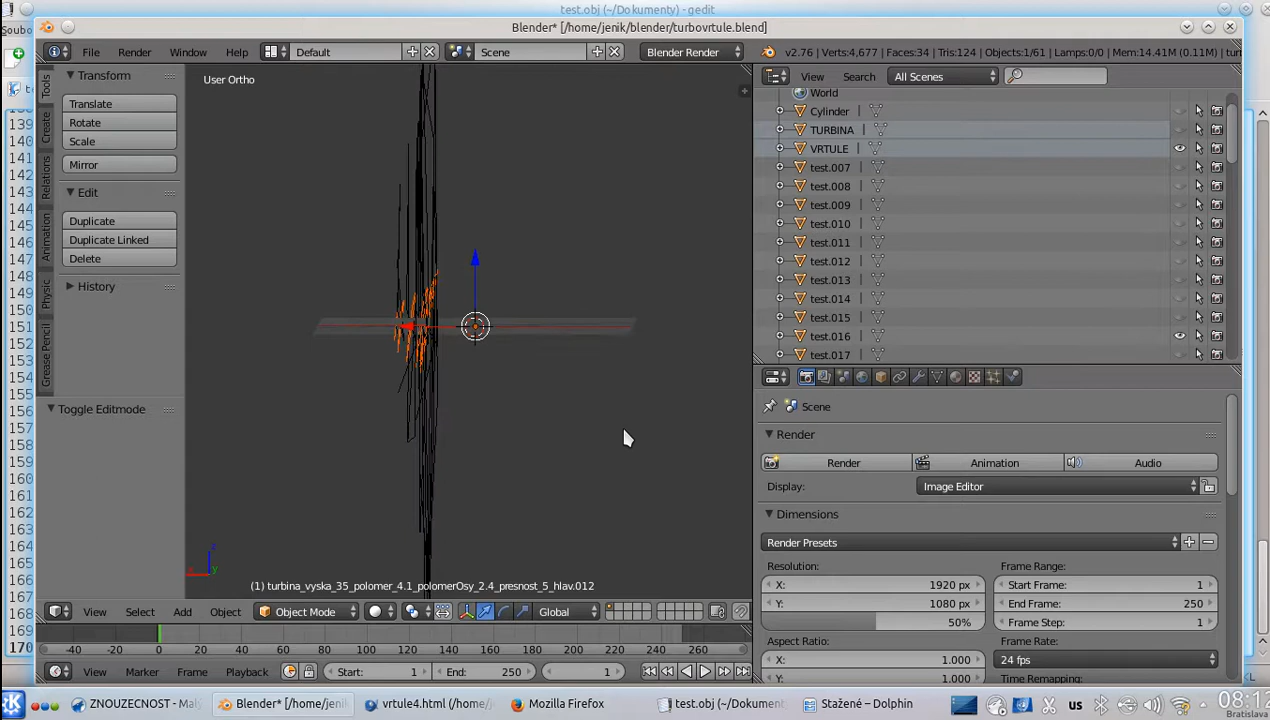 test.obj (~/Dokumenty) - gedit
Soubo
Blender* [/home/jenik/blender/turbovrtule.blend]
File Render Window Help Default Scene Blender Render v2.76 | Verts:4,677 | Faces:34 | Tris:124 | Objects:1/61 | Lamps:0/0 | Mem:14.41M (0.11M) | tur
Tools
Create
Relations
Animation
Physic
Grease Pencil
Transform
Translate
Rotate
Scale
Mirror
Edit
Duplicate
Duplicate Linked
Delete
History
Toggle Editmode
User Ortho
(1) turbina_vyska_35_polomer_4.1_polomerOsy_2.4_presnost_5_hlav.012
View Select Add Object Object Mode Global
-40 -20 0 20 40 60 80 100 120 140 160 180 200 220 240 260
View Marker Frame Playback Start: 1 End: 250 1
View Search All Scenes
World
Cylinder
TURBINA
VRTULE
test.007
test.008
test.009
test.010
test.011
test.012
test.013
test.014
test.015
test.016
test.017
Scene
Render
Render Animation Audio
Display: Image Editor
Dimensions
Render Presets
Resolution: Frame Range:
X: 1920 px Start Frame: 1
Y: 1080 px End Frame: 250
50% Frame Step: 1
Aspect Ratio: Frame Rate:
X: 1.000 24 fps
Y: 1.000 Time Remapping:
139
140
141
142
143
144
145
146
147
148
149
150
151
152
153
154
155
156
157
158
159
160
161
162
163
164
165
166
167
168
169
170
ZNOUZECNOST - Mal Blender* [/home/jenik vrtule4.html (/home/je Mozilla Firefox test.obj (~/Dokumen Stažené – Dolphin us 08:12
Bratislava